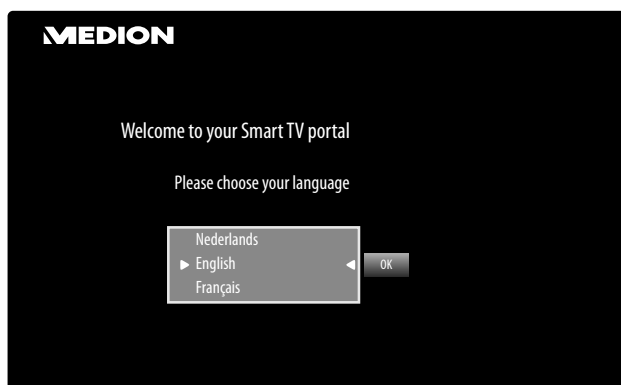 MEDION
Welcome to your Smart TV portal
Please choose your language
Nederlands
English
OK
Français